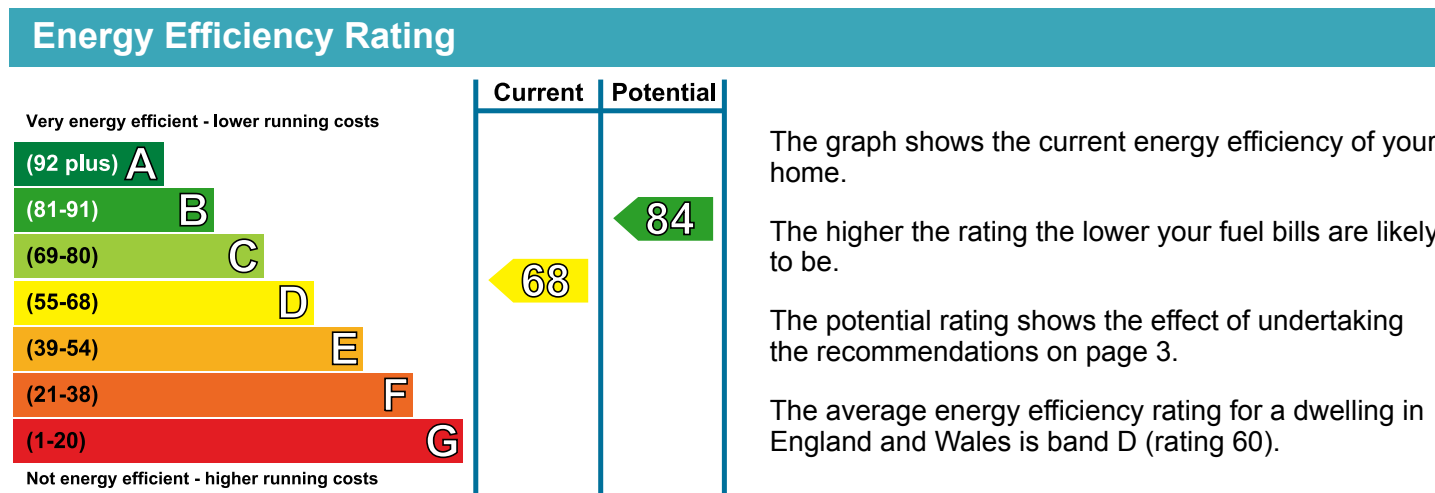 Energy Efficiency Rating
Current Potential
Very energy efficient - lower running costs
(92 plus) A
(81-91) B
84
(69-80) C
68
(55-68) D
(39-54) E
(21-38) F
(1-20) G
Not energy efficient - higher running costs
The graph shows the current energy efficiency of your
home.
The higher the rating the lower your fuel bills are likely
to be.
The potential rating shows the effect of undertaking
the recommendations on page 3.
The average energy efficiency rating for a dwelling in
England and Wales is band D (rating 60).